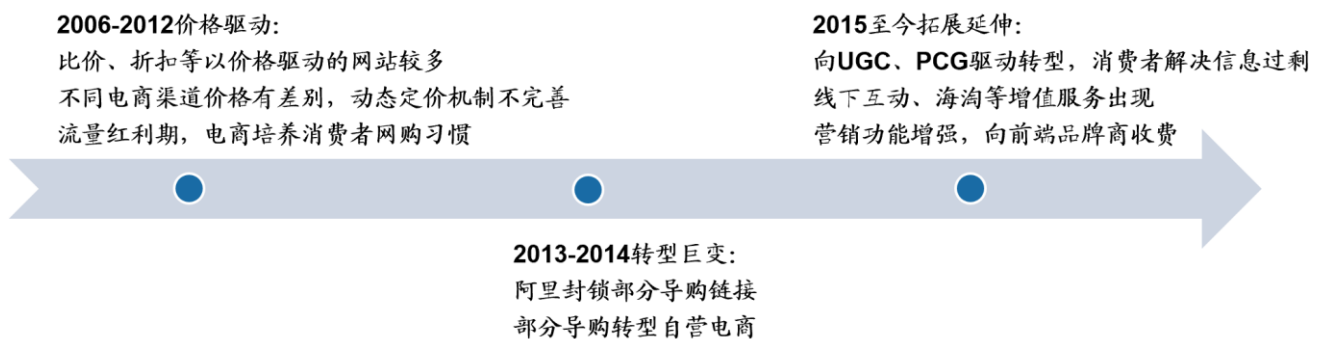 2006-2012价格驱动:
比价、折扣等以价格驱动的网站较多
不同电商渠道价格有差别，动态定价机制不完善
流量红利期，电商培养消费者网购习惯
2015至今拓展延伸:
向UGC、PCG驱动转型，消费者解决信息过剩
线下互动、海淘等增值服务出现
营销功能增强，向前端品牌商收费
2013-2014转型巨变:
阿里封锁部分导购链接
部分导购转型自营电商